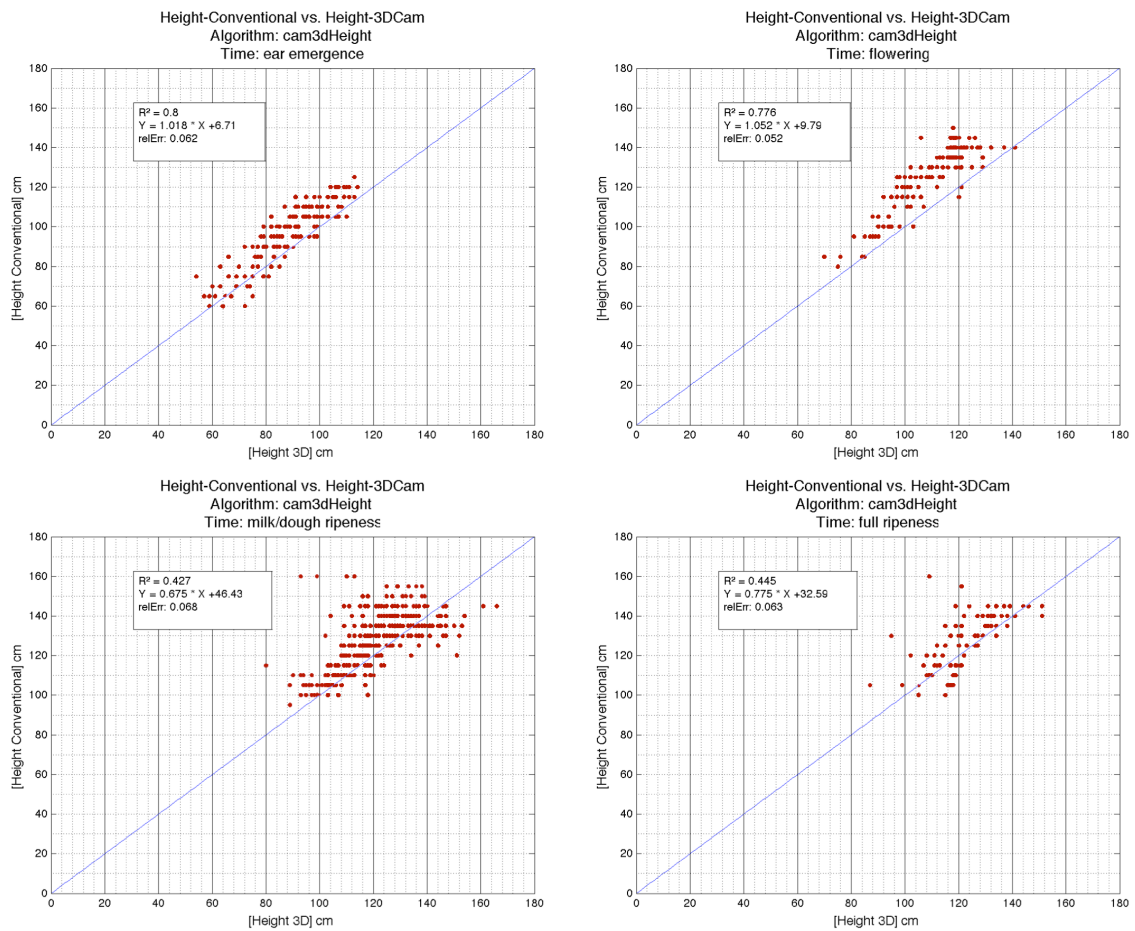 Height-Conventional vs. Height-3DCam
Algorithm: cam3dHeight
Time: ear emergence
R² = 0.8
Y = 1.018 * X +6.71
relErr: 0.062
[Height Conventional] cm
180
160
140
120
100
80
60
40
20
0
0 20 40 60 80 100 120 140 160 180
[Height 3D] cm
Height-Conventional vs. Height-3DCam
Algorithm: cam3dHeight
Time: flowering
R² = 0.776
Y = 1.052 * X +9.79
relErr: 0.052
[Height Conventional] cm
180
160
140
120
100
80
60
40
20
0
0 20 40 60 80 100 120 140 160 180
[Height 3D] cm
Height-Conventional vs. Height-3DCam
Algorithm: cam3dHeight
Time: milk/dough ripeness
R² = 0.427
Y = 0.675 * X +46.43
relErr: 0.068
[Height Conventional] cm
180
160
140
120
100
80
60
40
20
0
0 20 40 60 80 100 120 140 160 180
[Height 3D] cm
Height-Conventional vs. Height-3DCam
Algorithm: cam3dHeight
Time: full ripeness
R² = 0.445
Y = 0.775 * X +32.59
relErr: 0.063
[Height Conventional] cm
180
160
140
120
100
80
60
40
20
0
0 20 40 60 80 100 120 140 160 180
[Height 3D] cm